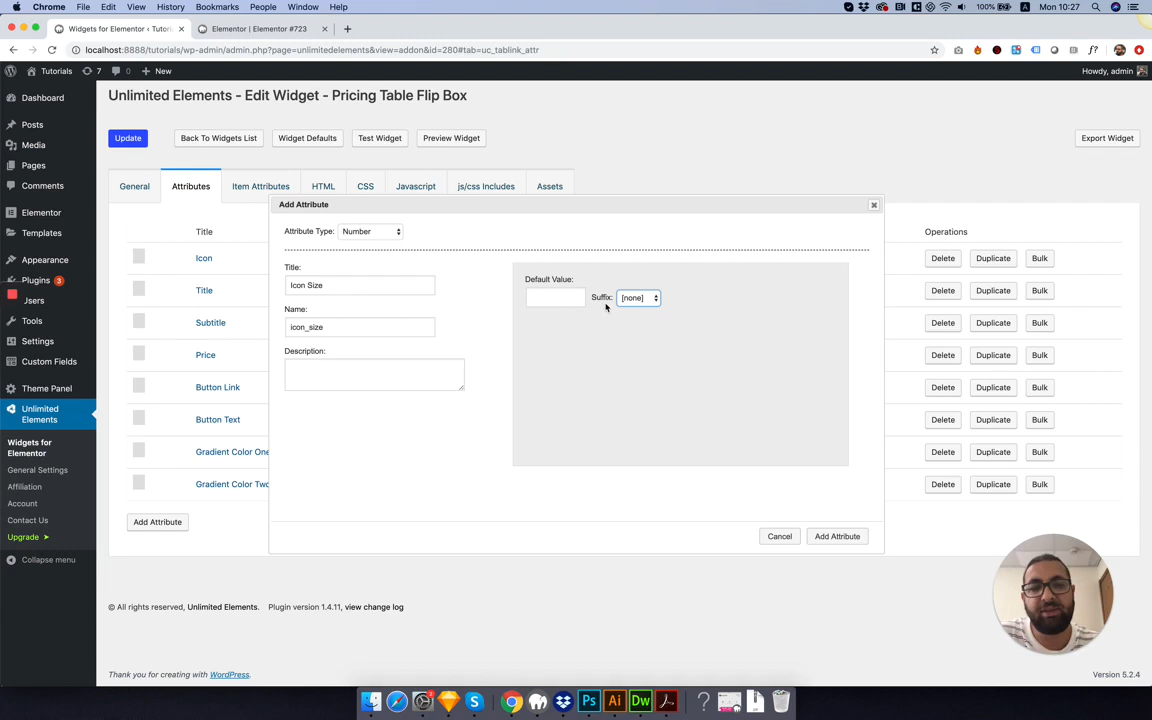 Chrome File Edit View History Bookmarks People Window Help 100% Mon 10:27
Widgets for Elementor ‹ Tutori Elementor | Elementor #723
localhost:8888/tutorials/wp-admin/admin.php?page=unlimitedelements&view=addon&id=280#tab=uc_tablink_attr
Tutorials 7 0 New Howdy, admin
Dashboard
Posts
Media
Pages
Comments
Elementor
Templates
Appearance
Plugins 3
Jsers
Tools
Settings
Custom Fields
Theme Panel
Unlimited
Elements
Widgets for
Elementor
General Settings
Affiliation
Account
Contact Us
Upgrade ➤
Collapse menu
Unlimited Elements - Edit Widget - Pricing Table Flip Box
Update Back To Widgets List Widget Defaults Test Widget Preview Widget Export Widget
General Attributes Item Attributes HTML CSS Javascript js/css Includes Assets
Title Operations
Icon Delete Duplicate Bulk
Title Delete Duplicate Bulk
Subtitle Delete Duplicate Bulk
Price Delete Duplicate Bulk
Button Link Delete Duplicate Bulk
Button Text Delete Duplicate Bulk
Gradient Color One Delete Duplicate Bulk
Gradient Color Two Delete Duplicate Bulk
Add Attribute
Add Attribute
Attribute Type: Number
Title:
Icon Size
Name:
icon_size
Description:
Default Value:
Suffix: [none]
Cancel Add Attribute
© All rights reserved, Unlimited Elements. Plugin version 1.4.11, view change log
Thank you for creating with WordPress. Version 5.2.4
Ps Ai Dw